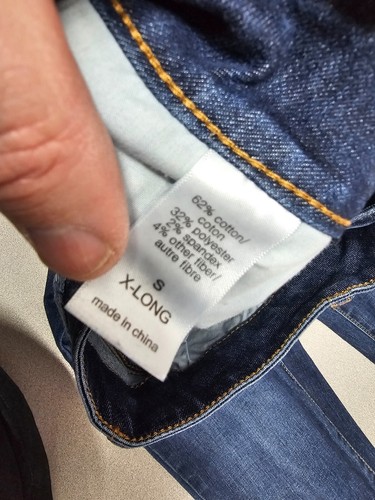 62% cotton/
coton
32% polyester
2% spandex
4% other fiber/
autre fibre
S
X-LONG
made in china